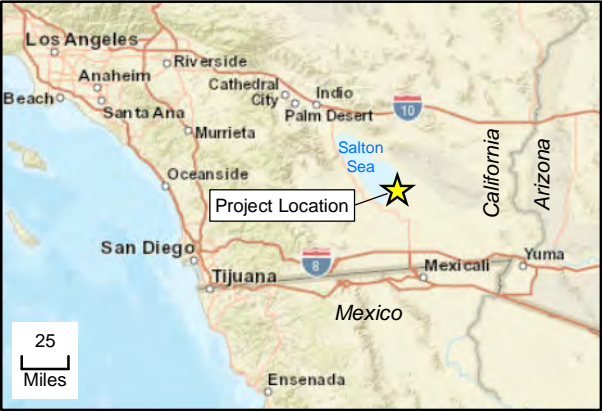 Los Angeles
Riverside
Anaheim
Cathedral
City
Indio
Beach
Santa Ana
Palm Desert
10
Murrieta
Salton
Sea
California
Arizona
Oceanside
Project Location
San Diego
8
Yuma
Tijuana
Mexicali
Mexico
25
Miles
Ensenada